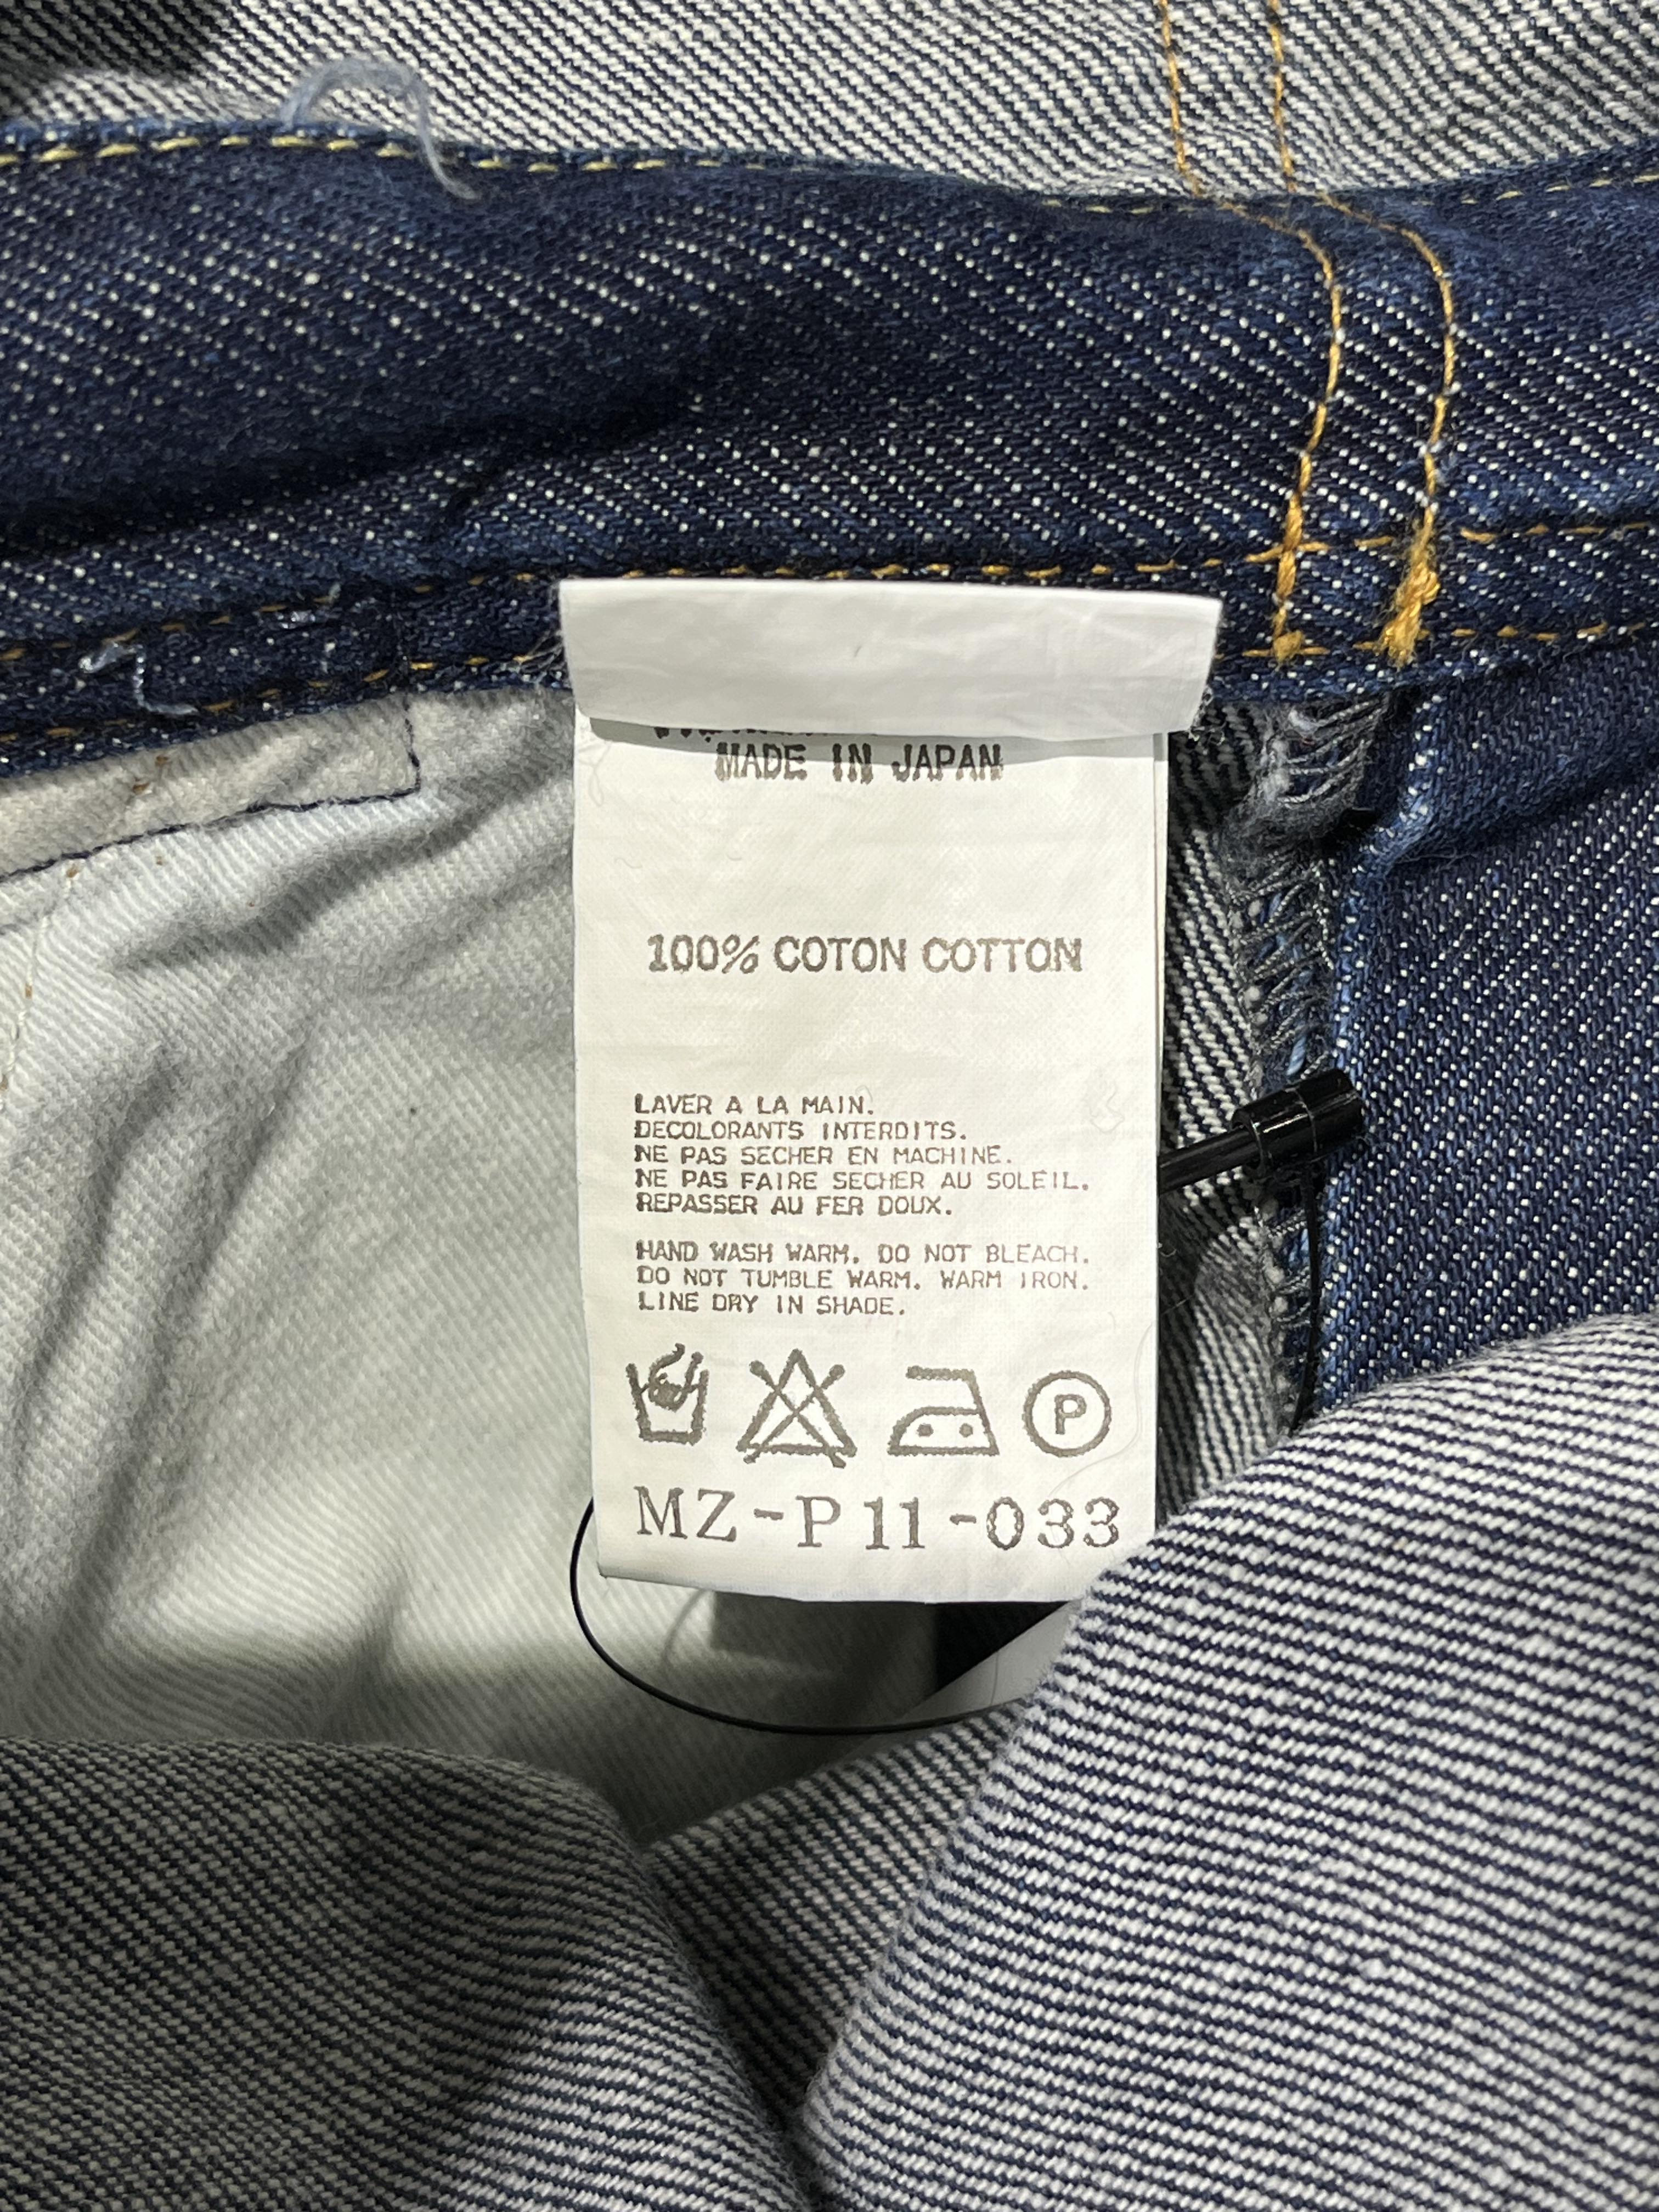 MADE IN JAPAN
100% COTON COTTON
LAVER A LA MAIN.
DECOLORANTS INTERDITS.
NE PAS SECHER EN MACHINE.
NE PAS FAIRE SECHER AU SOLEIL.
REPASSER AU FER DOUX.
HAND WASH WARM. DO NOT BLEACH.
DO NOT TUMBLE WARM. WARM IRON.
LINE DRY IN SHADE.
P
MZ-P11-033